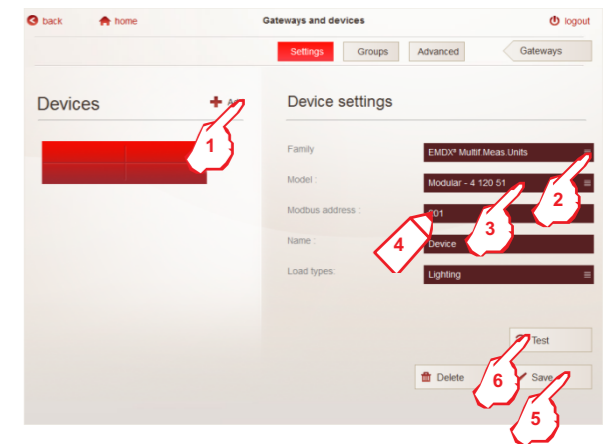 back home Gateways and devices logout
Settings Groups Advanced Gateways
Devices
Device settings
1
Family
EMDX³ Multif Meas Units
Model :
Modular - 4 120 51
2
Modbus address :
3
4
Name :
Device
Load types:
Lighting
Test
Delete
6
Save
5